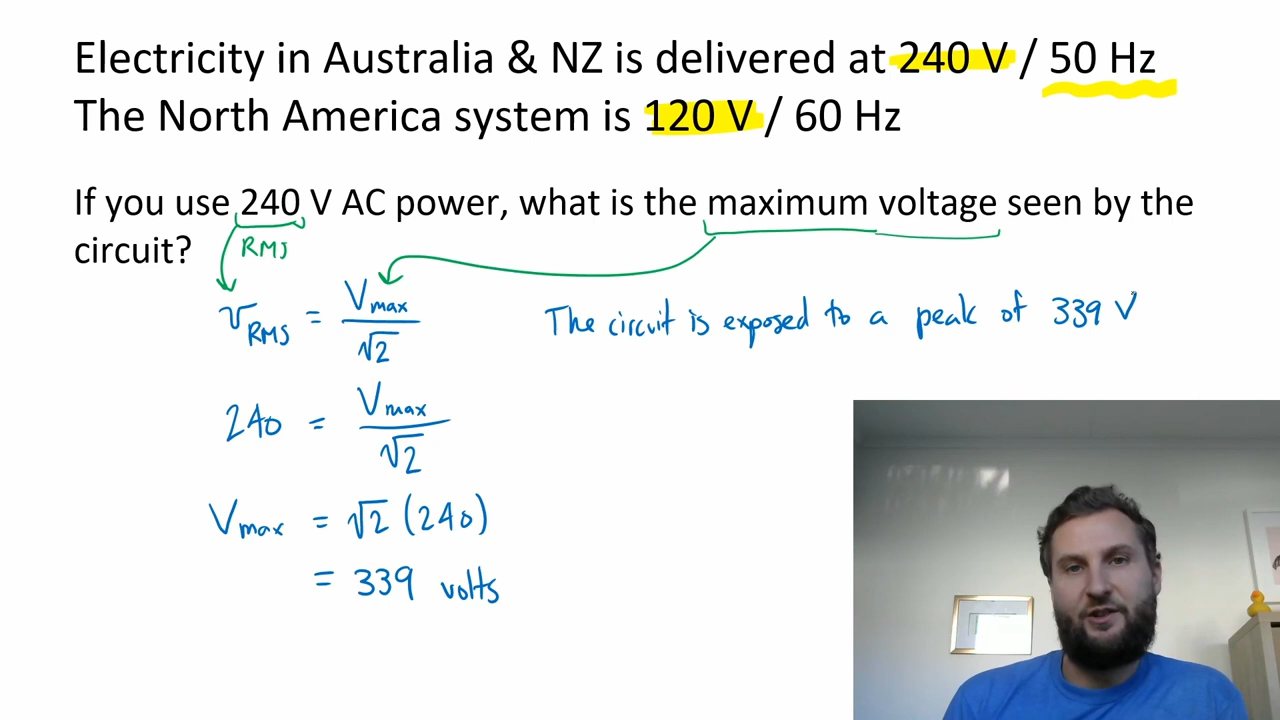 Electricity in Australia & NZ is delivered at 240 V / 50 Hz
The North America system is 120 V / 60 Hz
If you use 240 V AC power, what is the maximum voltage seen by the
circuit?
RMS
V_RMS = V_max / √2
The circuit is exposed to a peak of 339 V
240 = V_max / √2
V_max = √2 (240)
= 339 volts